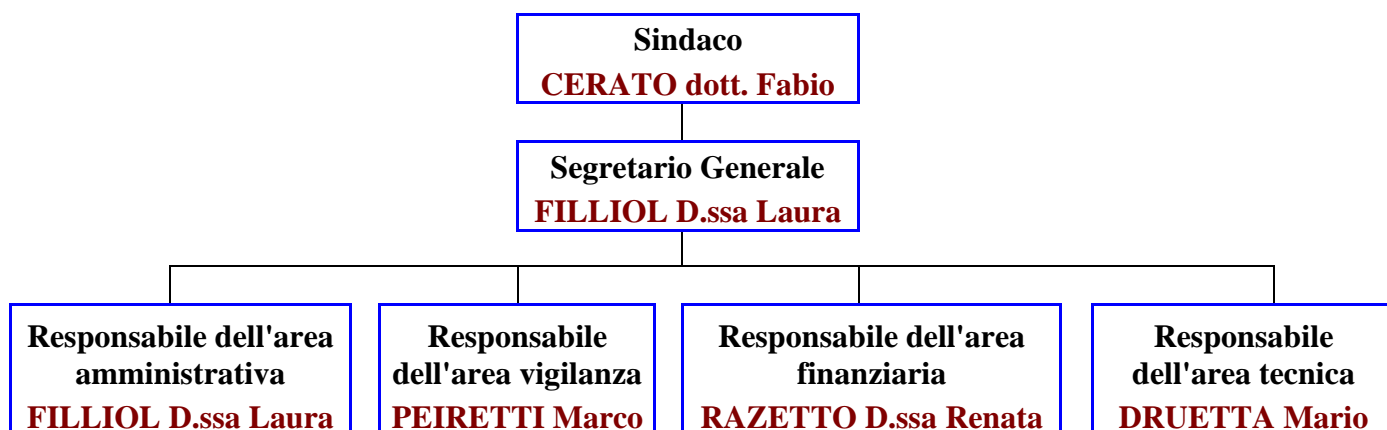 Sindaco
CERATO dott. Fabio
Segretario Generale
FILLIOL D.ssa Laura
Responsabile dell'area
amministrativa
FILLIOL D.ssa Laura
Responsabile
dell'area vigilanza
PEIRETTI Marco
Responsabile dell'area
finanziaria
RAZETTO D.ssa Renata
Responsabile
dell'area tecnica
DRUETTA Mario